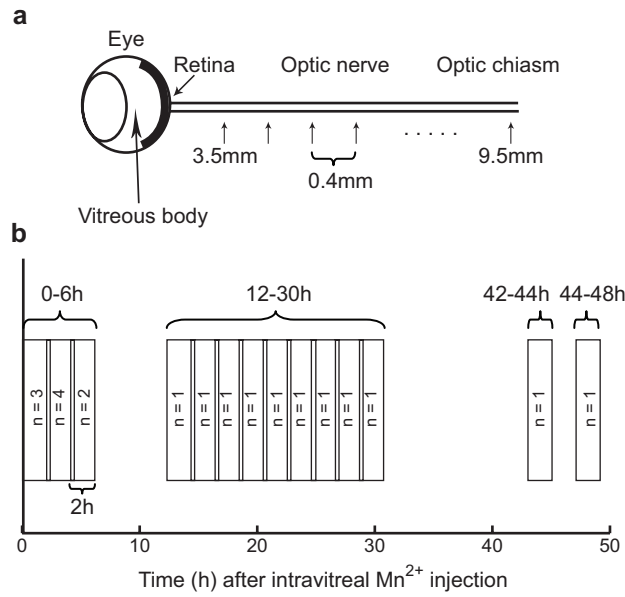 a
Eye
Retina
Optic nerve
Optic chiasm
3.5mm
. . . . .
9.5mm
0.4mm
Vitreous body
b
0-6h
12-30h
42-44h
44-48h
n = 3
n = 4
n = 2
n = 1
n = 1
n = 1
n = 1
n = 1
n = 1
n = 1
n = 1
n = 1
n = 1
n = 1
2h
0 10 20 30 40 50
Time (h) after intravitreal Mn²⁺ injection